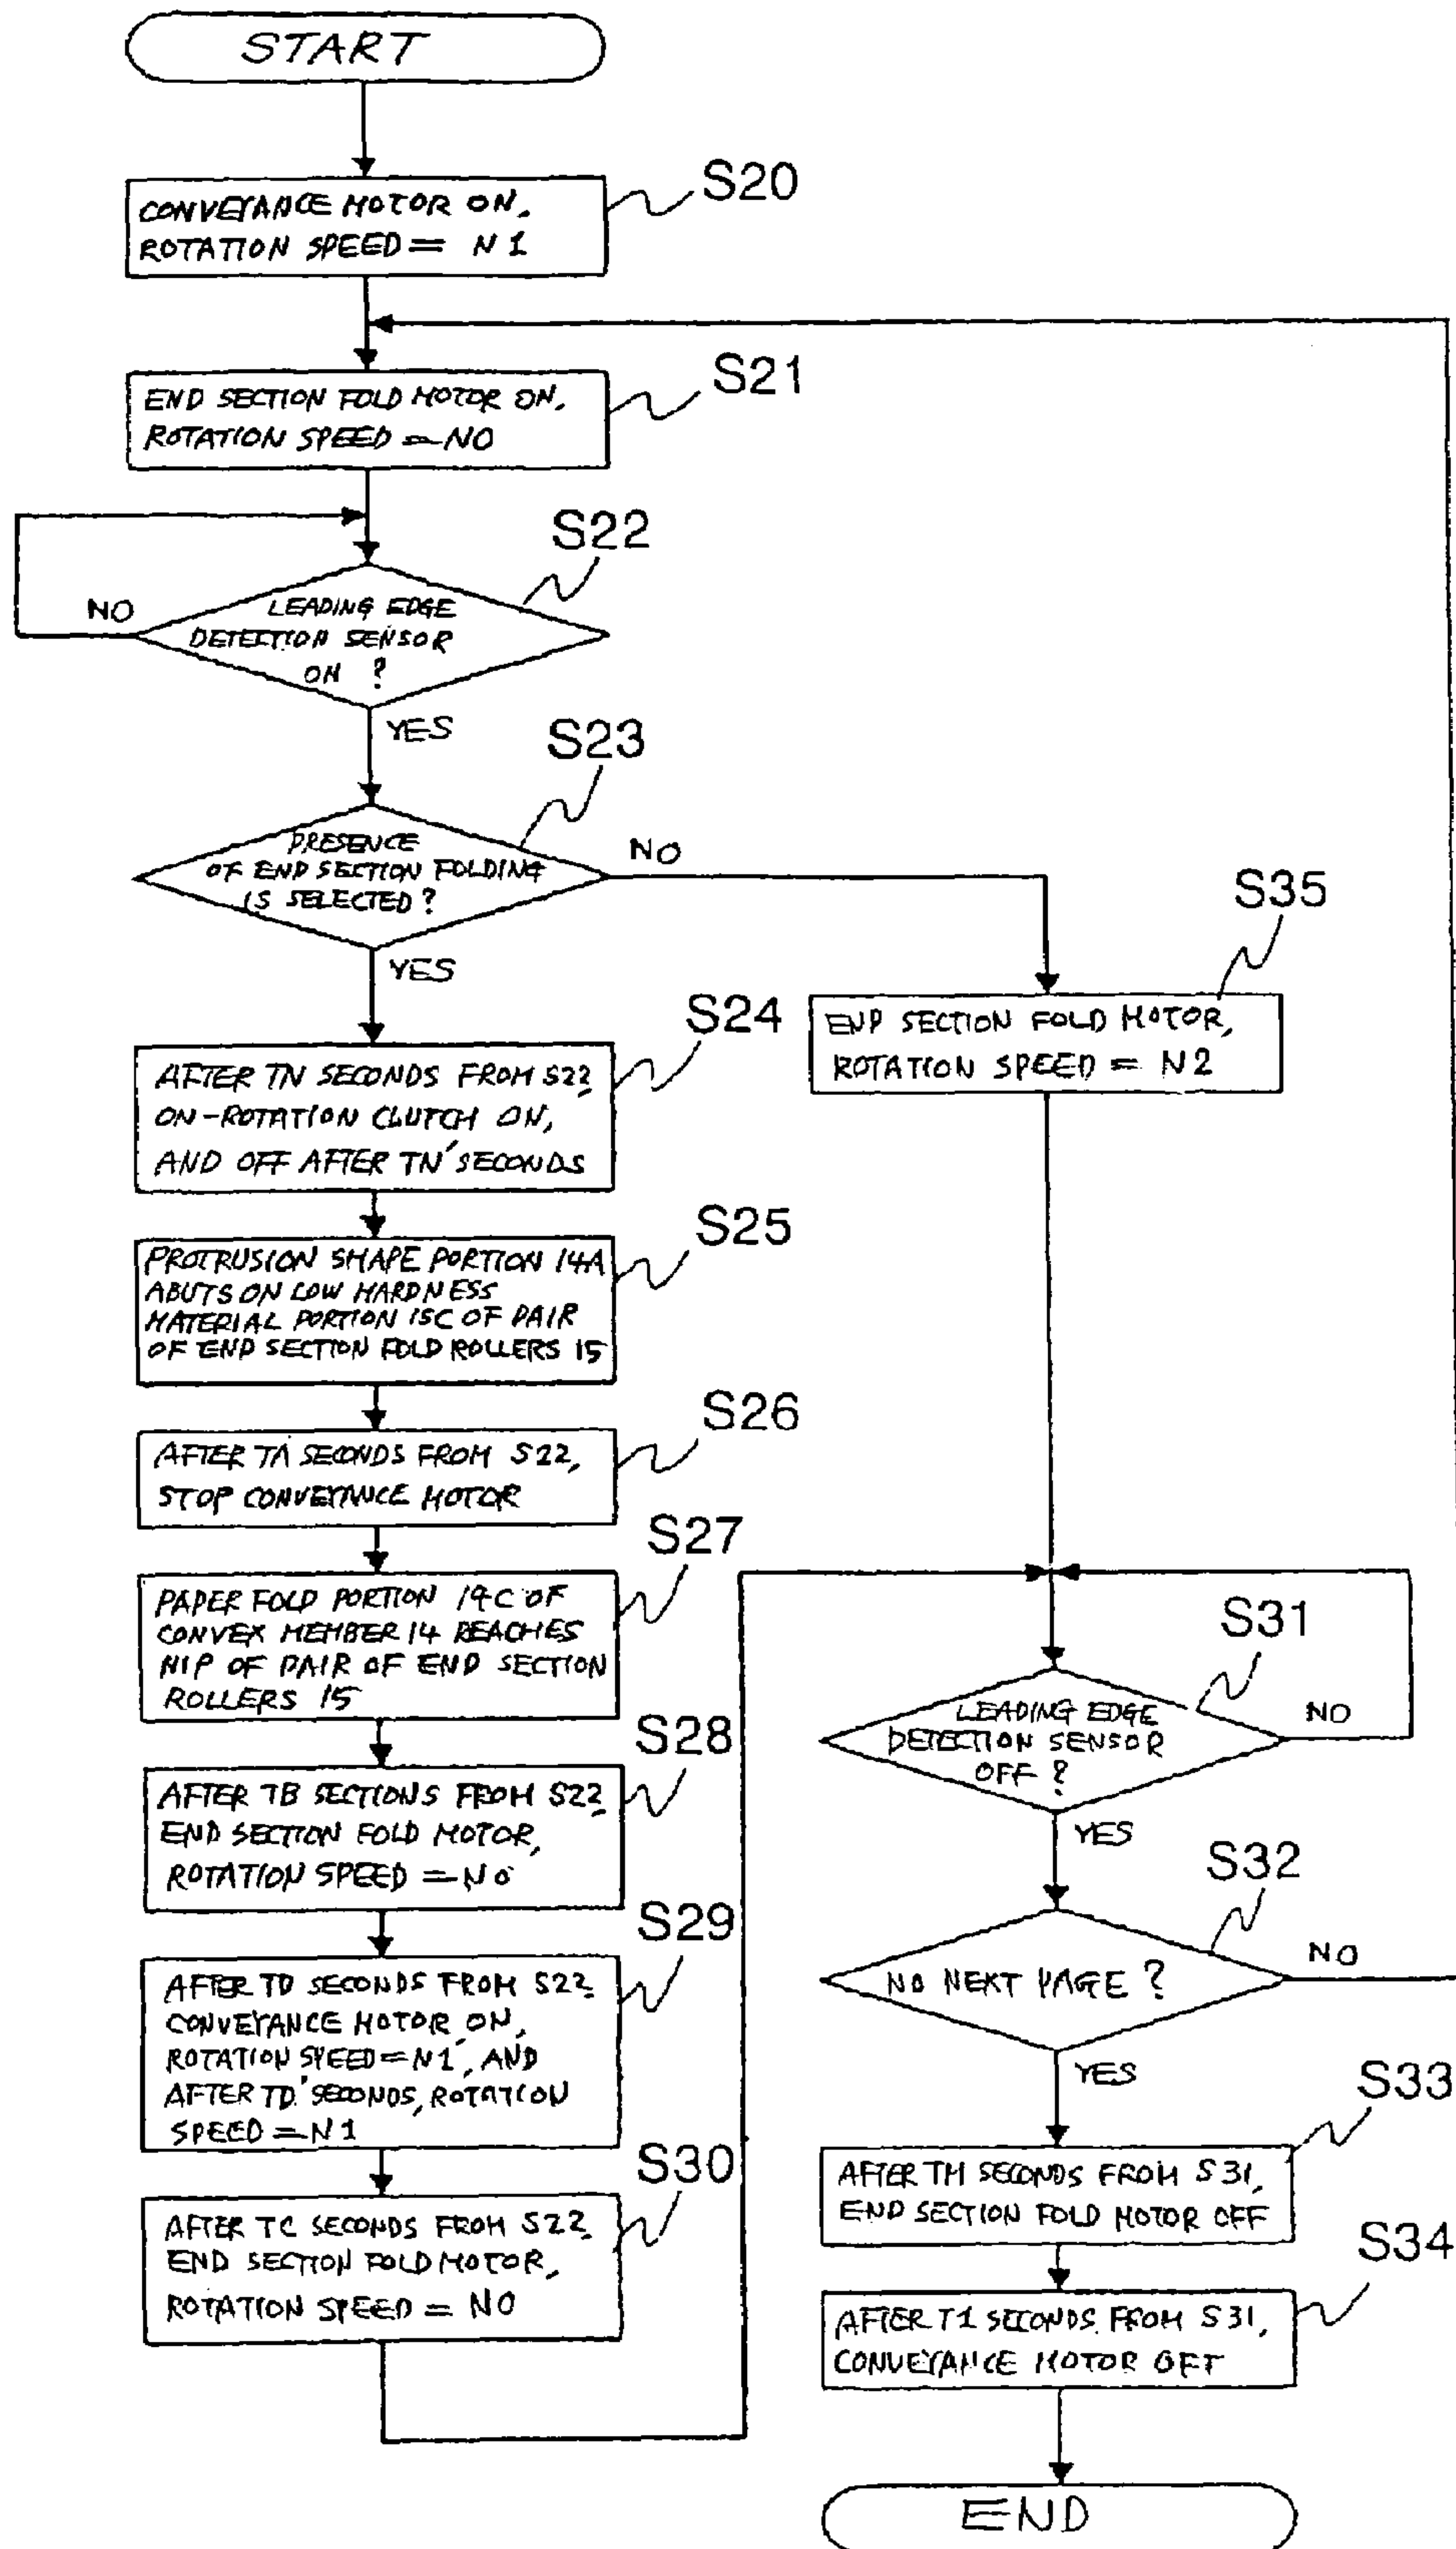 START
S20
CONVEYANCE MOTOR ON,
ROTATION SPEED = N1
S21
END SECTION FOLD MOTOR ON,
ROTATION SPEED = N0
S22
LEADING EDGE
DETECTION SENSOR
ON ?
NO
YES
S23
PRESENCE
OF END SECTION FOLDING
IS SELECTED?
NO
YES
S24
AFTER TN SECONDS FROM S22
ON-ROTATION CLUTCH ON,
AND OFF AFTER TN' SECONDS
S25
PROTRUSION SHAPE PORTION 14A
ABUTS ON LOW HARDNESS
MATERIAL PORTION 15C OF PAIR
OF END SECTION FOLD ROLLERS 15
S26
AFTER TA SECONDS FROM S22,
STOP CONVEYANCE MOTOR
S27
PAPER FOLD PORTION 14C OF
CONVEX MEMBER 14 REACHES
NIP OF PAIR OF END SECTION
ROLLERS 15
S28
AFTER TB SECTIONS FROM S22,
END SECTION FOLD MOTOR,
ROTATION SPEED = N0
S29
AFTER TD SECONDS FROM S22,
CONVEYANCE MOTOR ON,
ROTATION SPEED = N1', AND
AFTER TD' SECONDS, ROTATION
SPEED = N1
S30
AFTER TC SECONDS FROM S22,
END SECTION FOLD MOTOR,
ROTATION SPEED = N0
S35
END SECTION FOLD MOTOR,
ROTATION SPEED = N2
S31
LEADING EDGE
DETECTION SENSOR
OFF ?
NO
YES
S32
NO NEXT PAGE ?
NO
YES
S33
AFTER TM SECONDS FROM S31,
END SECTION FOLD MOTOR OFF
S34
AFTER T1 SECONDS FROM S31,
CONVEYANCE MOTOR OFF
END